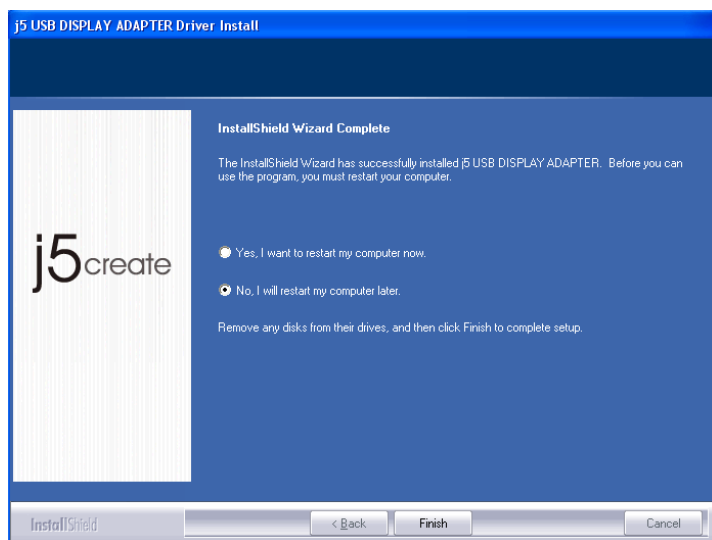 j5 USB DISPLAY ADAPTER Driver Install
InstallShield Wizard Complete
The InstallShield Wizard has successfully installed j5 USB DISPLAY ADAPTER. Before you can
use the program, you must restart your computer.
j5create
Yes, I want to restart my computer now.
No, I will restart my computer later.
Remove any disks from their drives, and then click Finish to complete setup.
InstallShield
< Back
Finish
Cancel